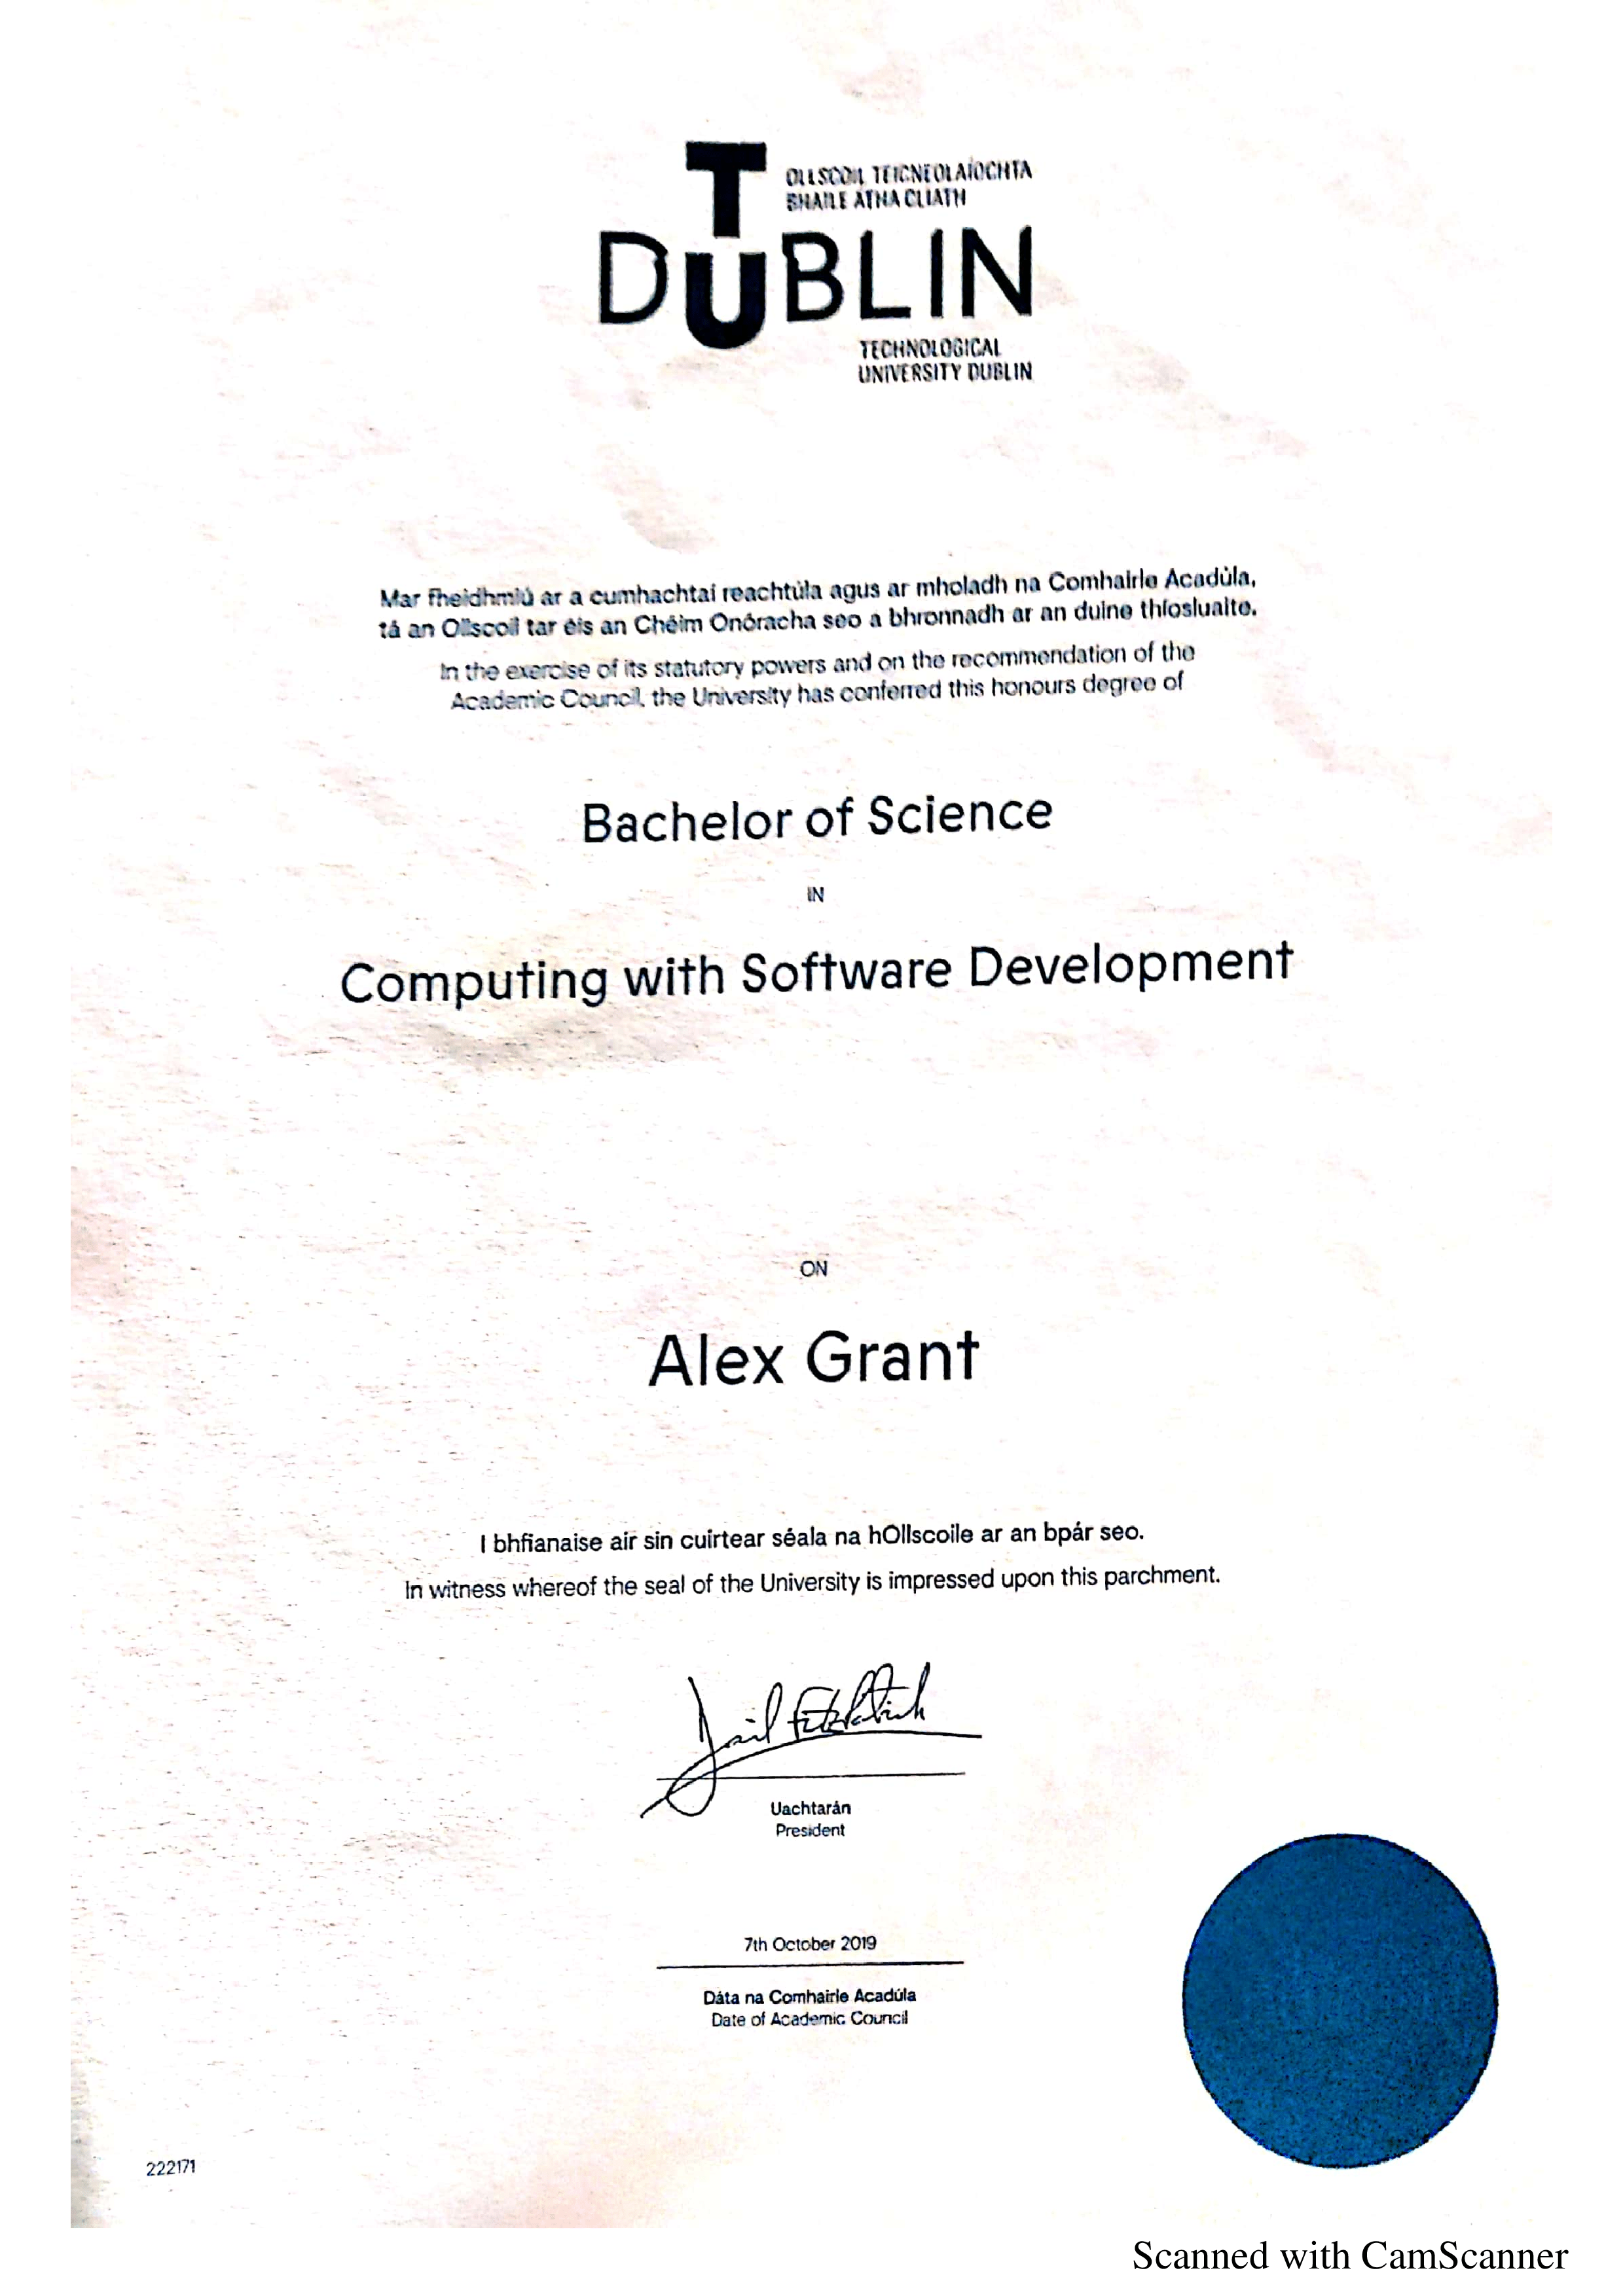 T
OLLSCOIL TEICNEOLAÍOCHTA
BHAILE ÁTHA CLIATH
DUBLIN
TECHNOLOGICAL
UNIVERSITY DUBLIN
Mar fheidhmiú ar a cumhachtaí reachtúla agus ar mholadh na Comhairle Acadúla,
tá an Ollscoil tar éis an Chéim Onóracha seo a bhronnadh ar an duine thíosluaite.
In the exercise of its statutory powers and on the recommendation of the
Academic Council, the University has conferred this honours degree of
Bachelor of Science
IN
Computing with Software Development
ON
Alex Grant
I bhfianaise air sin cuirtear séala na hOllscoile ar an bpár seo.
In witness whereof the seal of the University is impressed upon this parchment.
Uachtarán
President
7th October 2019
Dáta na Comhairle Acadúla
Date of Academic Council
222171
Scanned with CamScanner